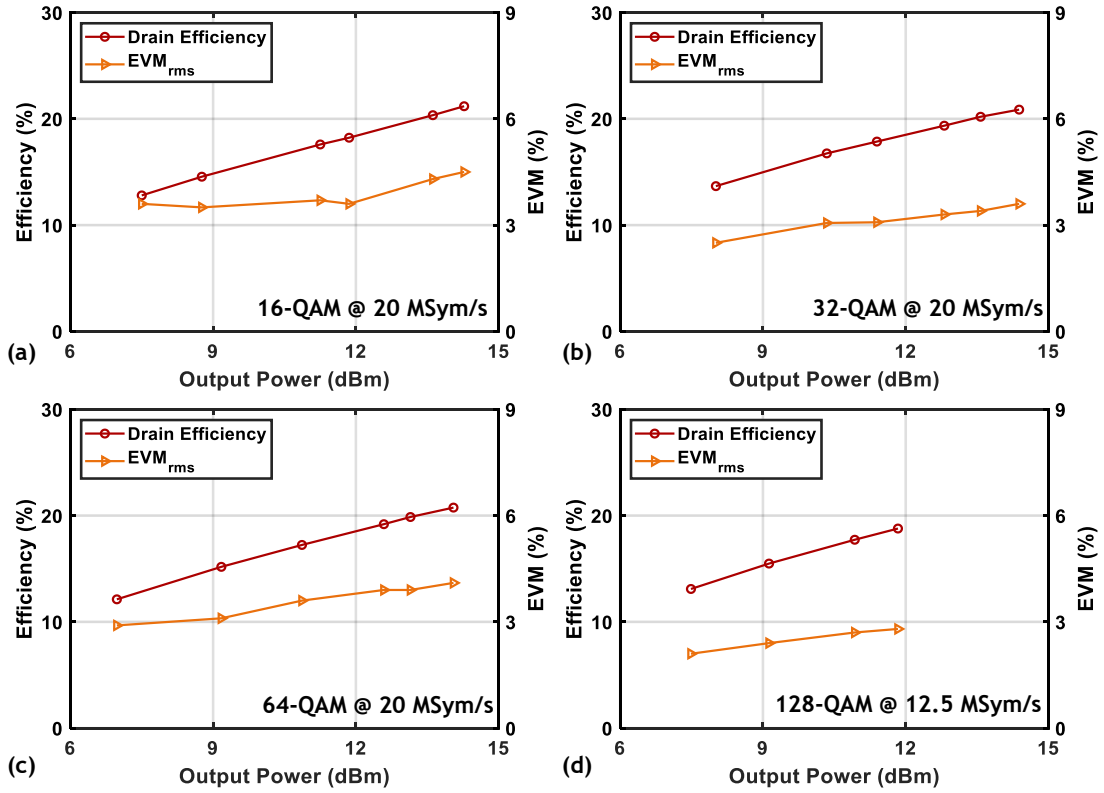 30
20
10
0
Efficiency (%)
Drain Efficiency
EVMrms
9
6
3
0
EVM (%)
16-QAM @ 20 MSym/s
6
9
12
15
Output Power (dBm)
(a)
30
20
10
0
Efficiency (%)
Drain Efficiency
EVMrms
9
6
3
0
EVM (%)
32-QAM @ 20 MSym/s
6
9
12
15
Output Power (dBm)
(b)
30
20
10
0
Efficiency (%)
Drain Efficiency
EVMrms
9
6
3
0
EVM (%)
64-QAM @ 20 MSym/s
6
9
12
15
Output Power (dBm)
(c)
30
20
10
0
Efficiency (%)
Drain Efficiency
EVMrms
9
6
3
0
EVM (%)
128-QAM @ 12.5 MSym/s
6
9
12
15
Output Power (dBm)
(d)